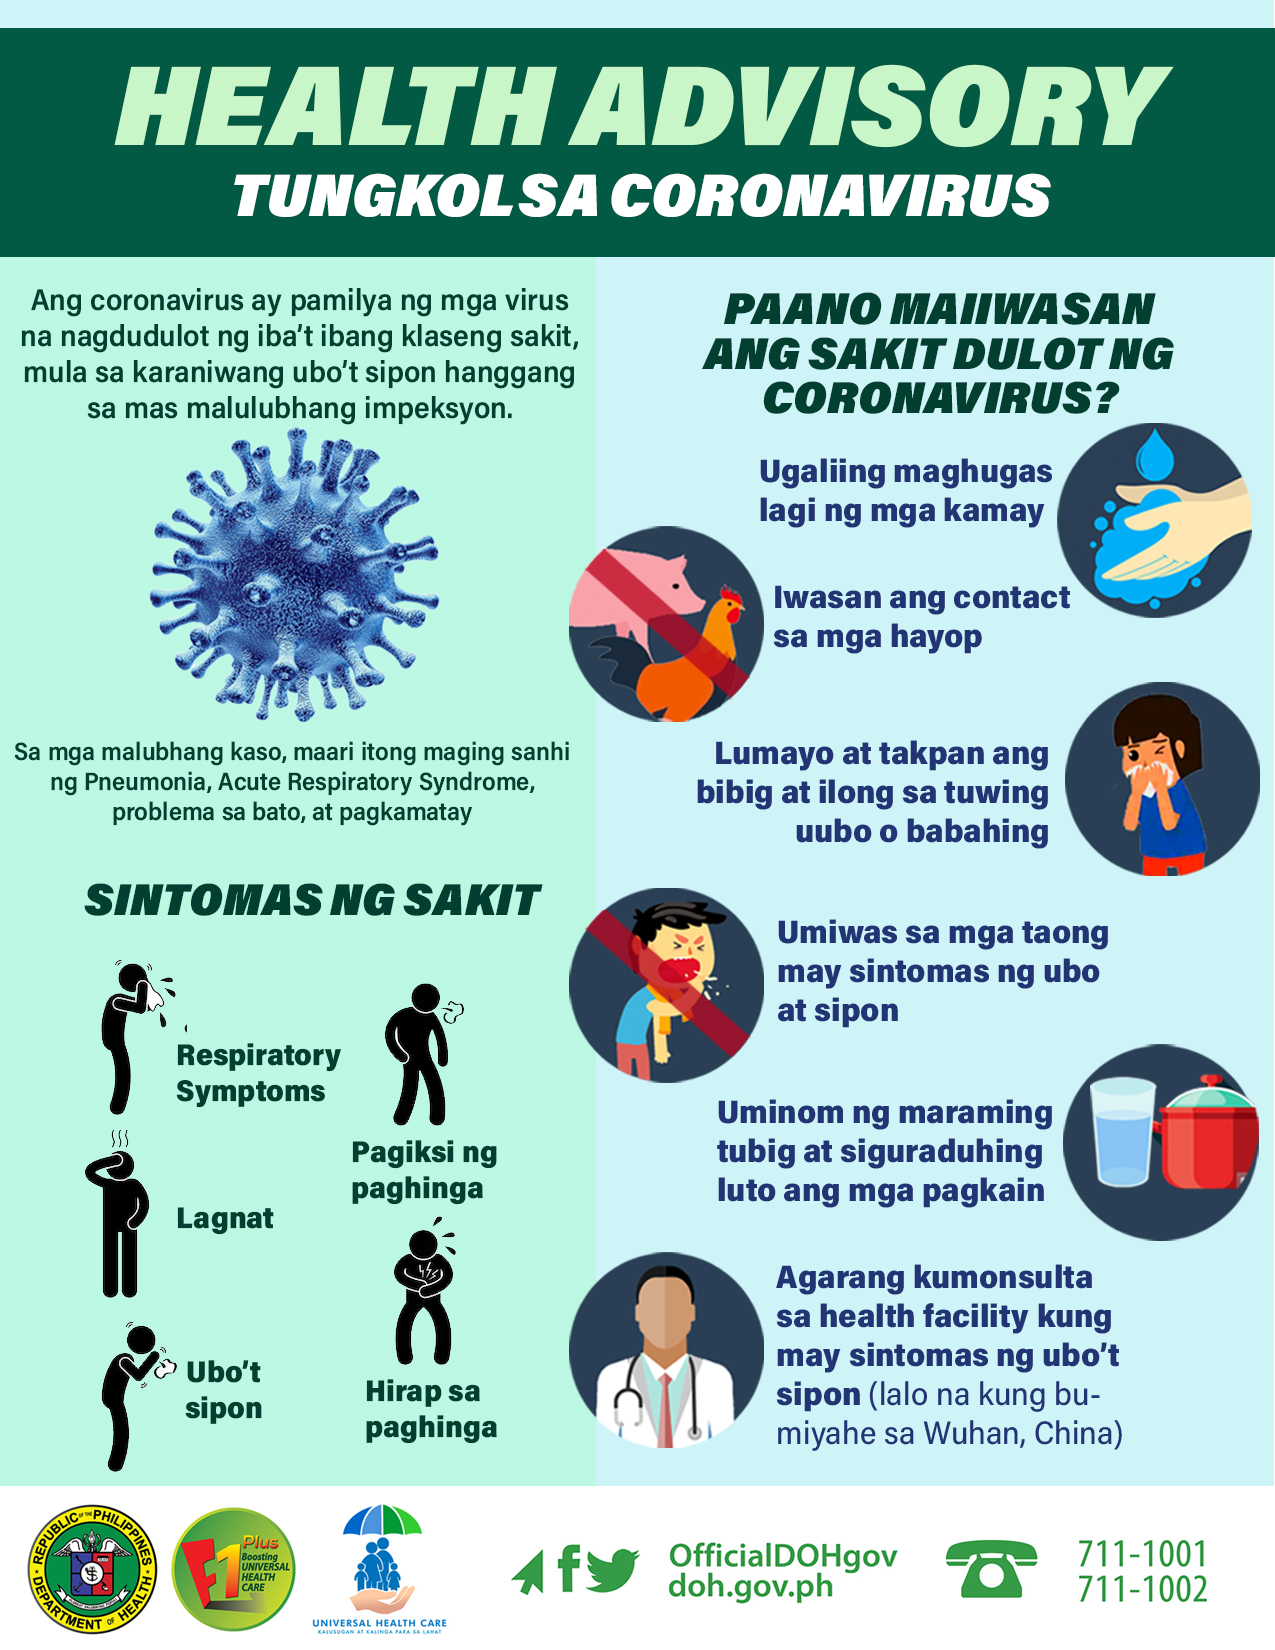 HEALTH ADVISORY
TUNGKOL SA CORONAVIRUS
Ang coronavirus ay pamilya ng mga virus
na nagdudulot ng iba't ibang klaseng sakit,
mula sa karaniwang ubo't sipon hanggang
sa mas malulubhang impeksyon.
Sa mga malubhang kaso, maari itong maging sanhi
ng Pneumonia, Acute Respiratory Syndrome,
problema sa bato, at pagkamatay
SINTOMAS NG SAKIT
Respiratory
Symptoms
Pagiksi ng
paghinga
Lagnat
Ubo't
sipon
Hirap sa
paghinga
PAANO MAIIWASAN
ANG SAKIT DULOT NG
CORONAVIRUS?
Ugaliing maghugas
lagi ng mga kamay
Iwasan ang contact
sa mga hayop
Lumayo at takpan ang
bibig at ilong sa tuwing
uubo o babahing
Umiwas sa mga taong
may sintomas ng ubo
at sipon
Uminom ng maraming
tubig at siguraduhing
luto ang mga pagkain
Agarang kumonsulta
sa health facility kung
may sintomas ng ubo't
sipon (lalo na kung bu-
miyahe sa Wuhan, China)
REPUBLIC OF THE PHILIPPINES
DEPARTMENT OF HEALTH
F1
Plus
Boosting
UNIVERSAL
HEALTH
CARE
UNIVERSAL HEALTH CARE
KALUSUGAN AT KALINGA PARA SA LAHAT
OfficialDOHgov
doh.gov.ph
711-1001
711-1002